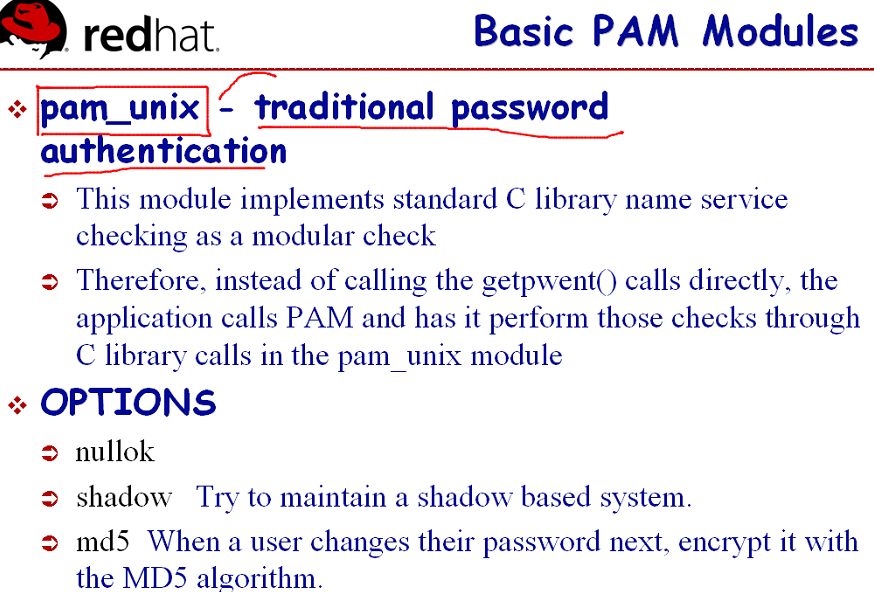 redhat.
Basic PAM Modules
pam_unix - traditional password
authentication
This module implements standard C library name service
checking as a modular check
Therefore, instead of calling the getpwent() calls directly, the
application calls PAM and has it perform those checks through
C library calls in the pam_unix module
OPTIONS
nullok
shadow Try to maintain a shadow based system.
md5 When a user changes their password next, encrypt it with
the MD5 algorithm.